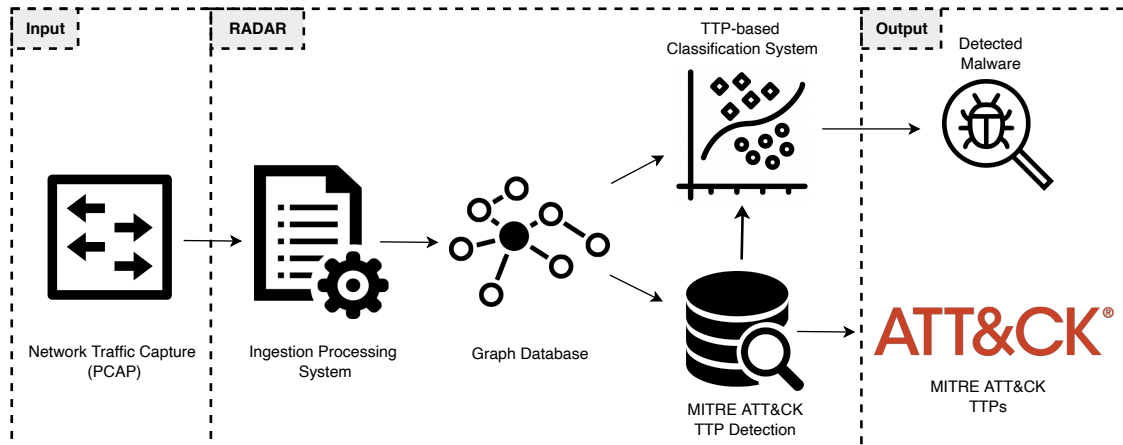 Input
RADAR
Output
TTP-based
Classification System
Detected
Malware
Network Traffic Capture
(PCAP)
Ingestion Processing
System
Graph Database
MITRE ATT&CK
TTP Detection
ATT&CK®
MITRE ATT&CK
TTPs